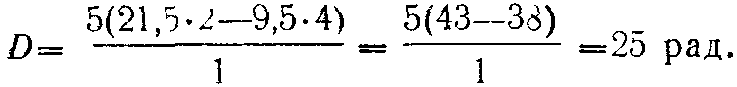 D= 5(21,5·2—9,5·4) / 1 = 5(43—38) / 1 =25 рад.